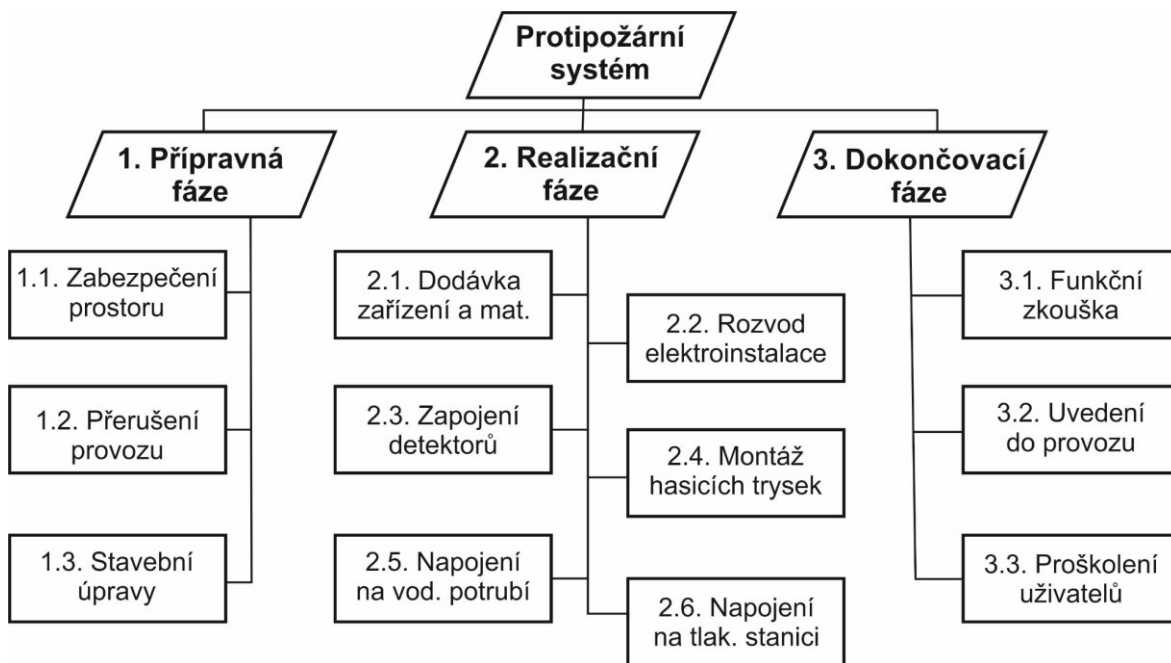 Protipožární
systém
1. Přípravná
fáze
2. Realizační
fáze
3. Dokončovací
fáze
1.1. Zabezpečení
prostoru
1.2. Přerušení
provozu
1.3. Stavební
úpravy
2.1. Dodávka
zařízení a mat.
2.2. Rozvod
elektroinstalace
2.3. Zapojení
detektorů
2.4. Montáž
hasicích trysek
2.5. Napojení
na vod. potrubí
2.6. Napojení
na tlak. stanici
3.1. Funkční
zkouška
3.2. Uvedení
do provozu
3.3. Proškolení
uživatelů